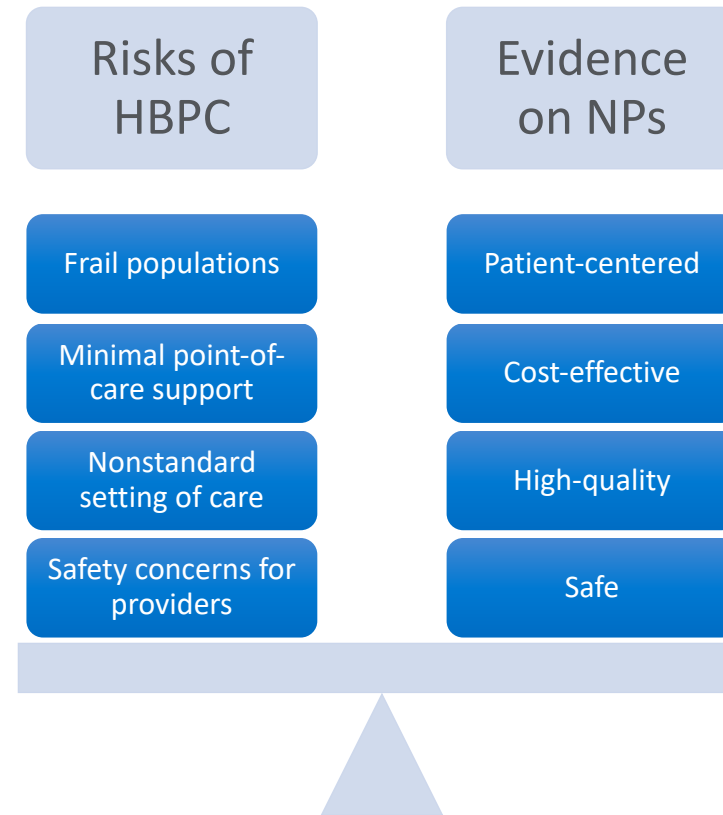 Risks of
HBPC
Evidence
on NPs
Frail populations
Minimal point-of-
care support
Nonstandard
setting of care
Safety concerns for
providers
Patient-centered
Cost-effective
High-quality
Safe